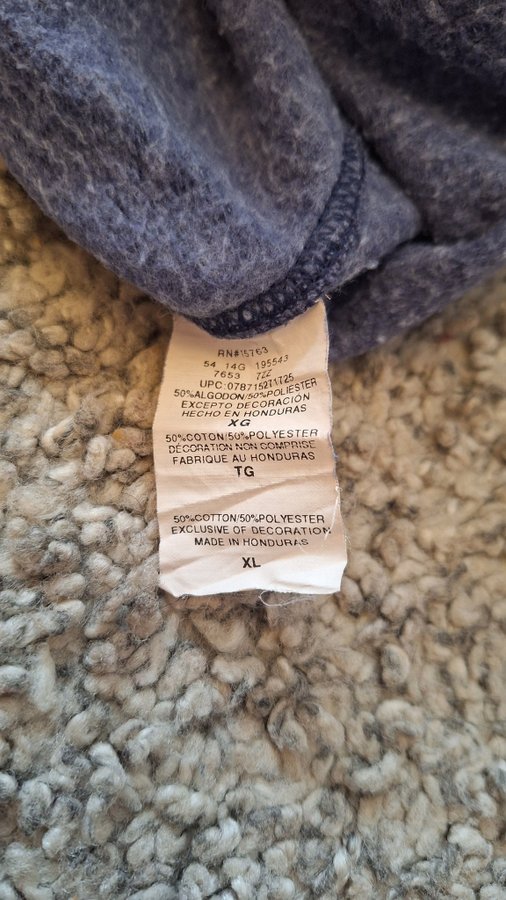 RN#15763
54 14G 195543
7653 7ZZ
UPC:078715271725
50%ALGODON/50%POLIESTER
EXCEPTO DECORACIÓN
HECHO EN HONDURAS
XG
50%COTON/50%POLYESTER
DÉCORATION NON COMPRISE
FABRIQUE AU HONDURAS
TG
50%COTTON/50%POLYESTER
EXCLUSIVE OF DECORATION
MADE IN HONDURAS
XL